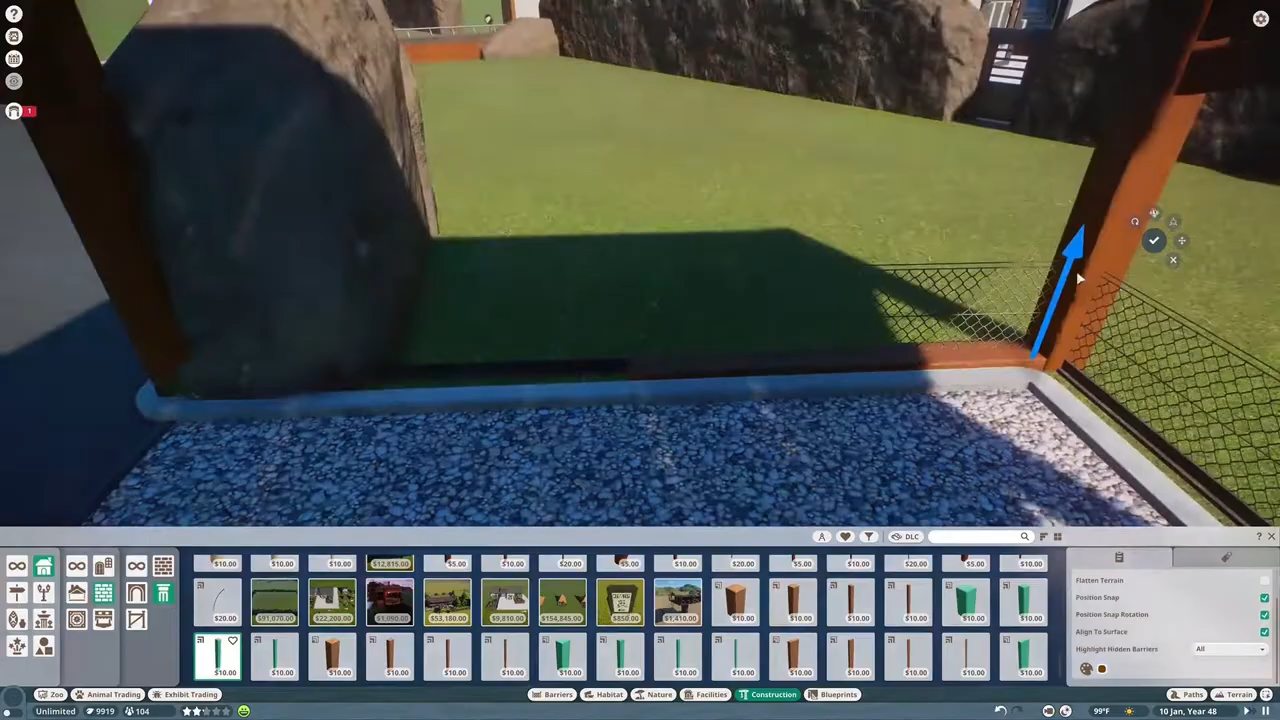 1
DLC
$10.00 $10.00 $10.00 $12,815.00 $5.00 $10.00 $20.00 $5.00 $10.00 $20.00 $5.00 $10.00 $20.00 $5.00 $10.00
$20.00 $91,070.00 $22,200.00 $1,090.00 $53,180.00 $9,810.00 $154,845.00 $850.00 $1,410.00 $10.00 $10.00 $10.00 $10.00 $10.00 $10.00
$10.00 $10.00 $10.00 $10.00 $10.00 $10.00 $10.00 $10.00 $10.00 $10.00 $10.00 $10.00 $10.00 $10.00 $10.00
Flatten Terrain
Position Snap
Position Snap Rotation
Align To Surface
Highlight Hidden Barriers All
Zoo Animal Trading Exhibit Trading Barriers Habitat Nature Facilities Construction Blueprints Paths Terrain
Unlimited 9919 104 99°F 10 Jan, Year 48